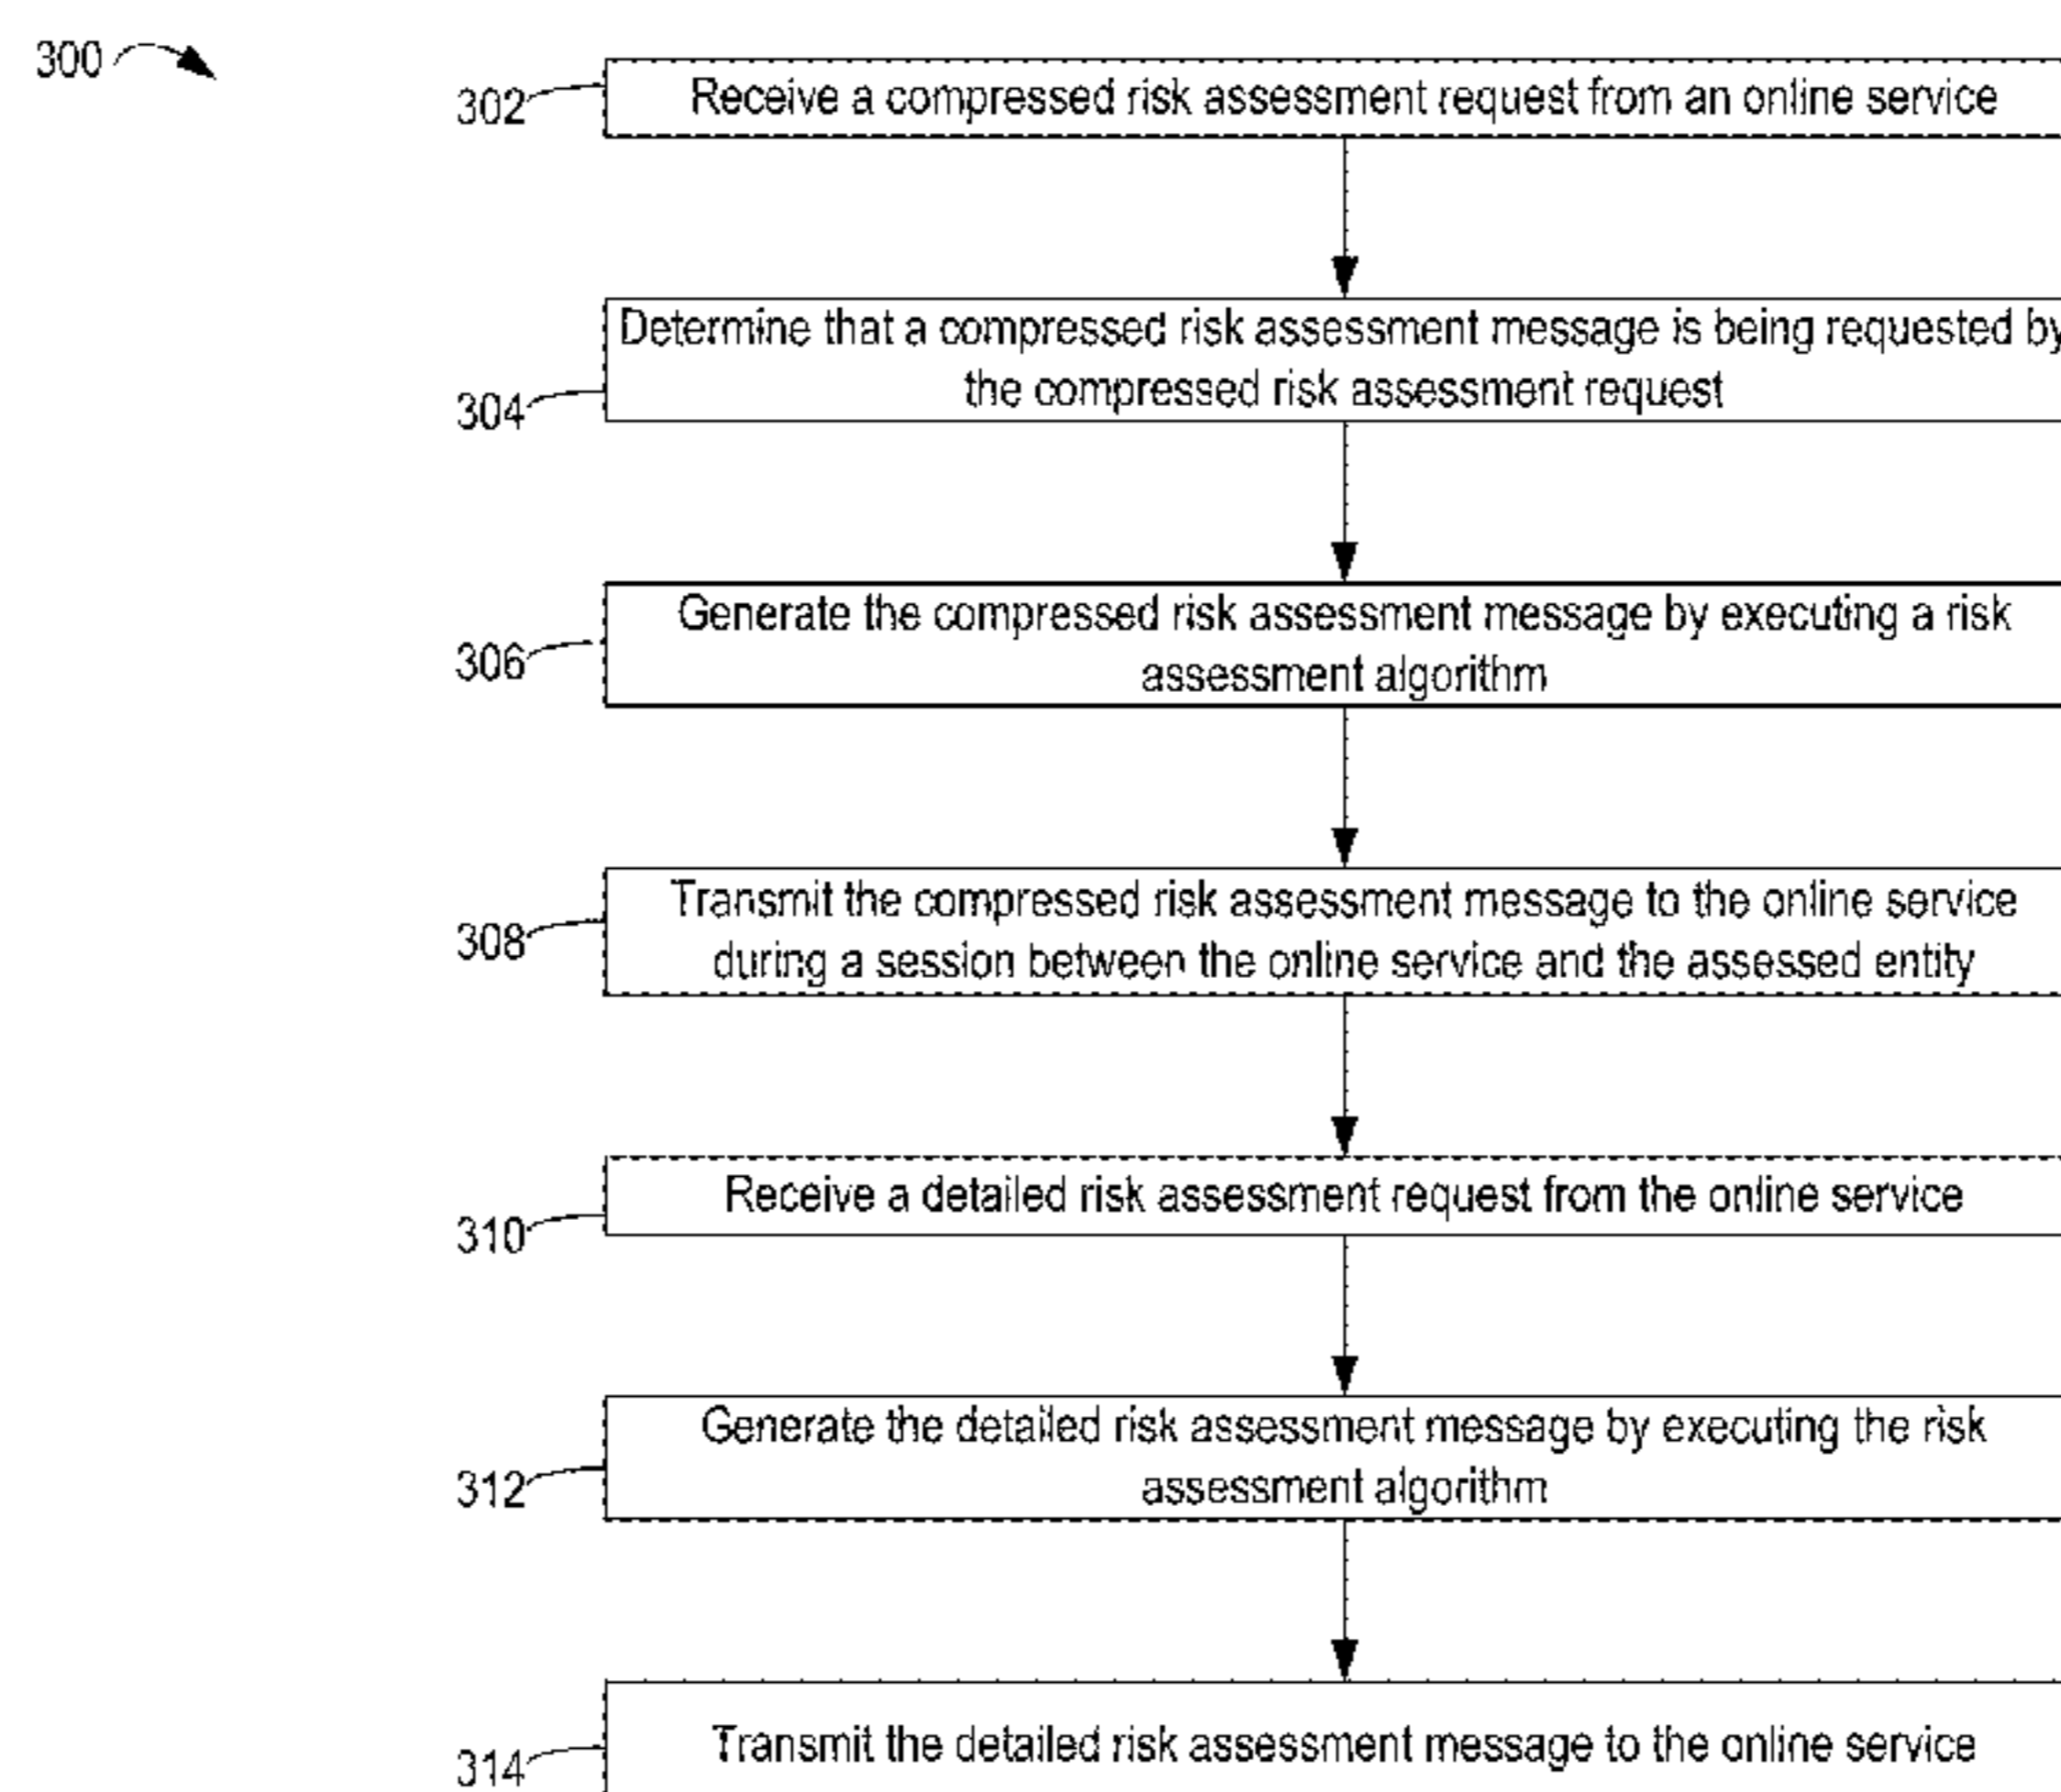 300
302
Receive a compressed risk assessment request from an online service
Determine that a compressed risk assessment message is being requested by
the compressed risk assessment request
304
Generate the compressed risk assessment message by executing a risk
assessment algorithm
306
Transmit the compressed risk assessment message to the online service
during a session between the online service and the assessed entity
308
Receive a detailed risk assessment request from the online service
310
Generate the detailed risk assessment message by executing the risk
assessment algorithm
312
Transmit the detailed risk assessment message to the online service
314